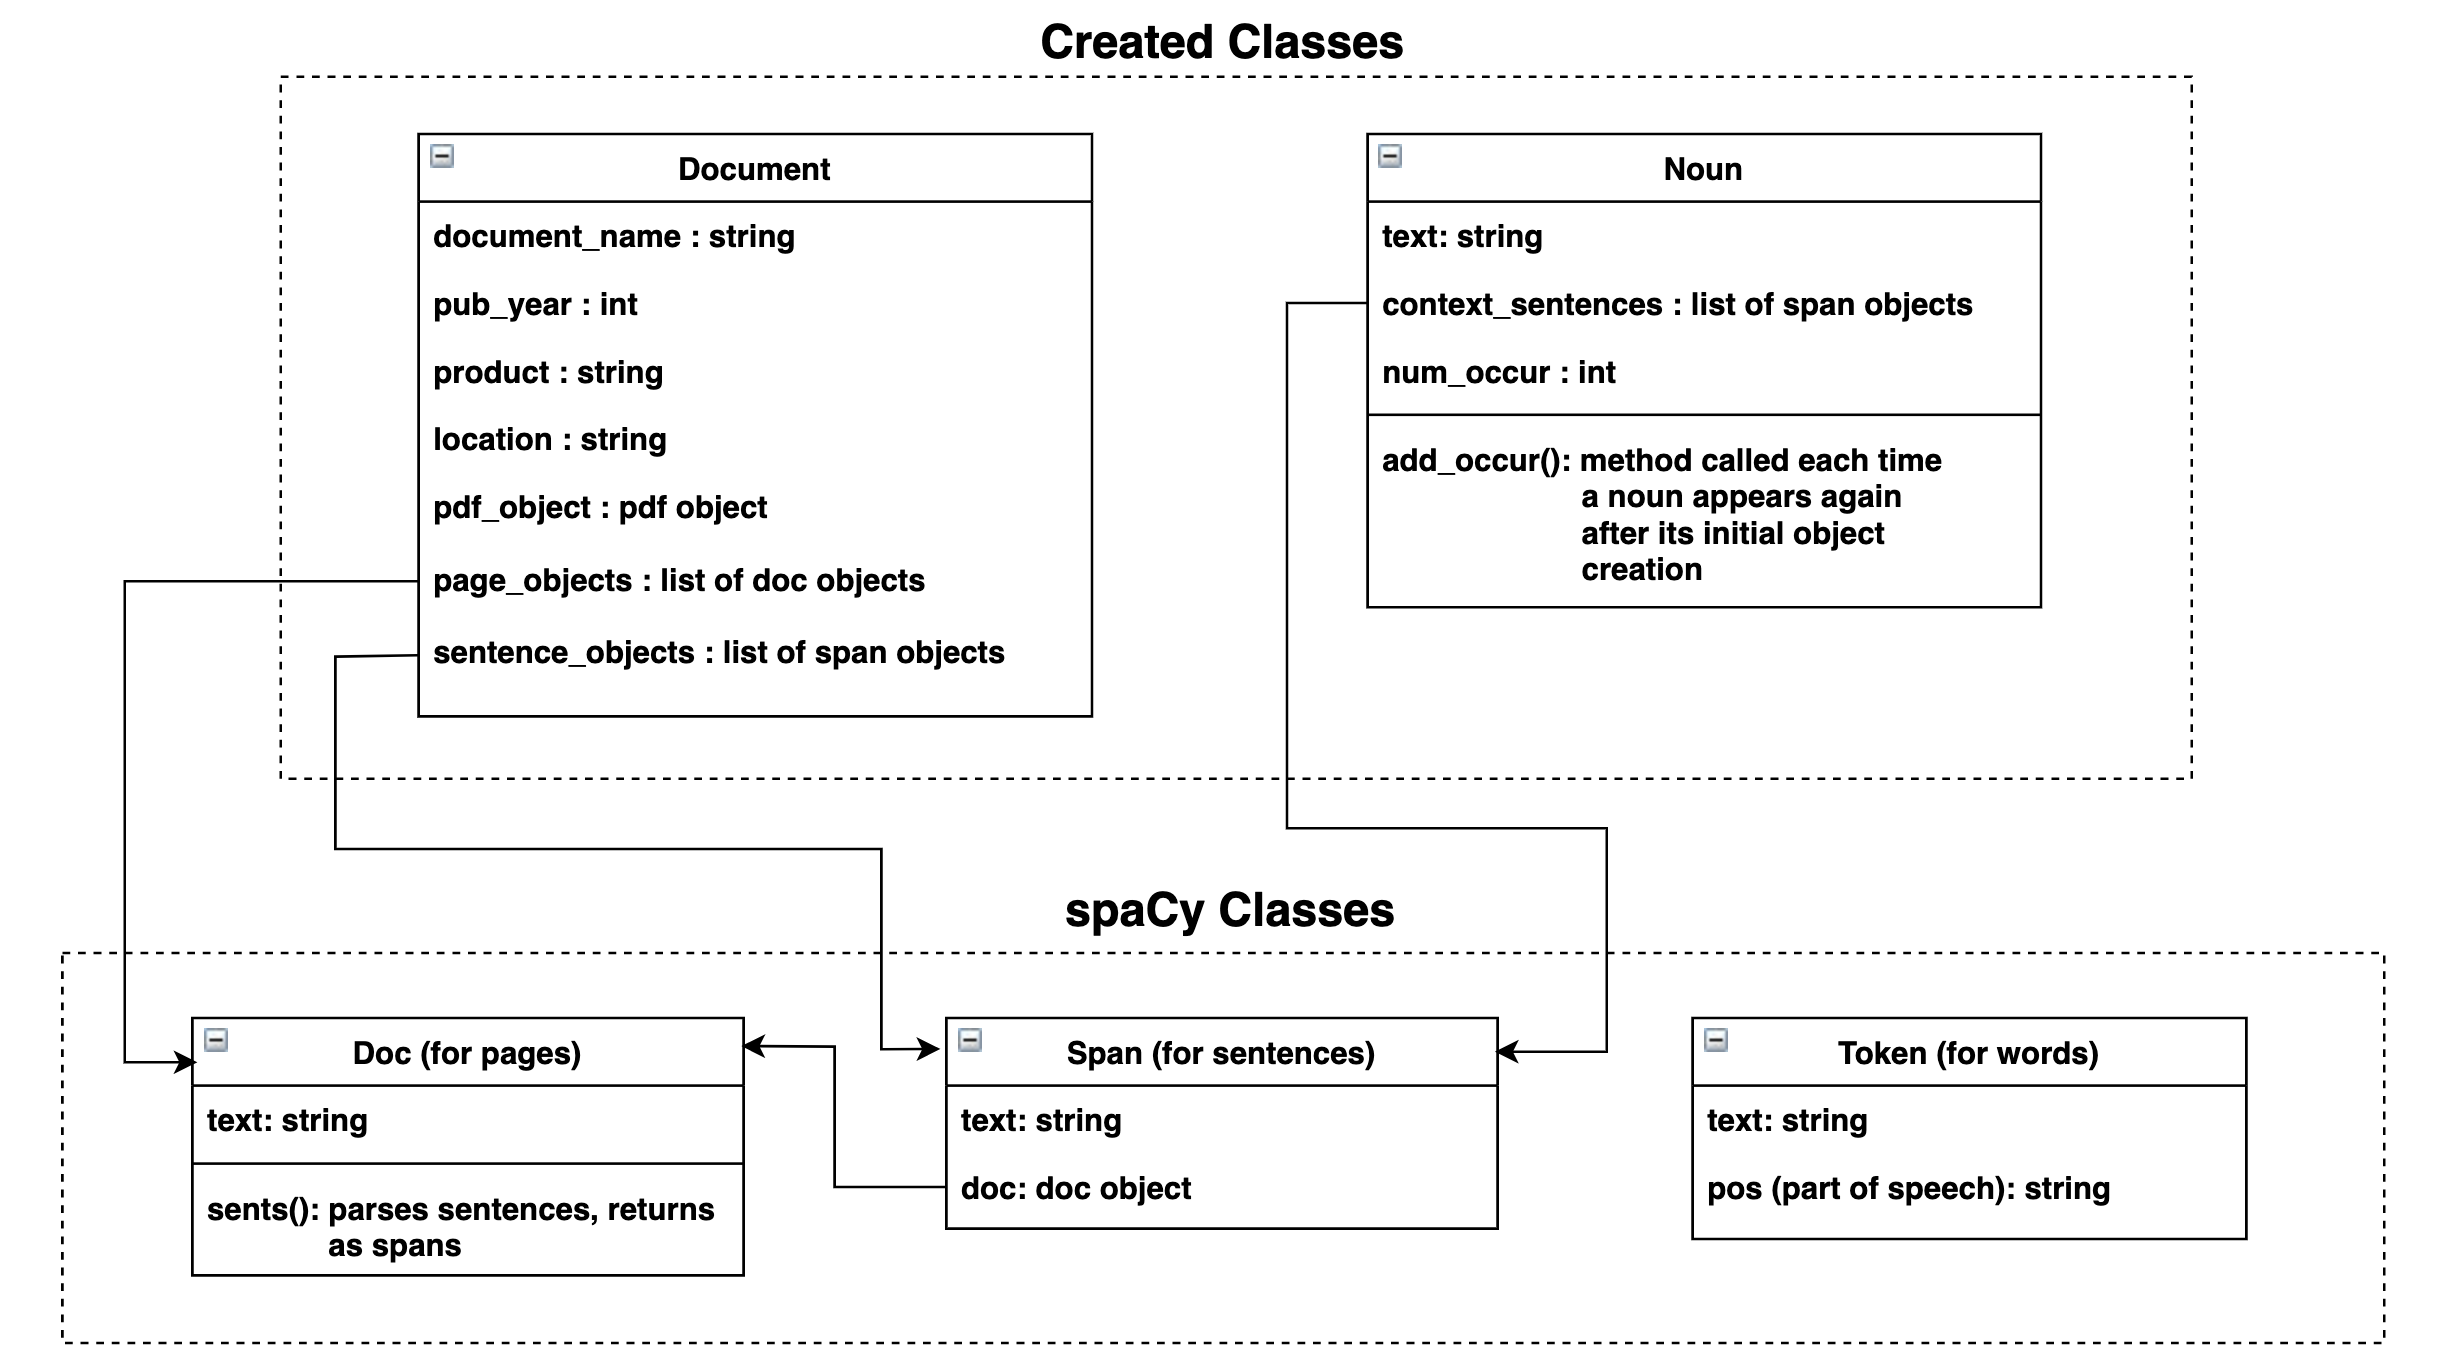 Created Classes
Document
document_name : string
pub_year : int
product : string
location : string
pdf_object : pdf object
page_objects : list of doc objects
sentence_objects : list of span objects
Noun
text: string
context_sentences : list of span objects
num_occur : int
add_occur(): method called each time
a noun appears again
after its initial object
creation
spaCy Classes
Doc (for pages)
text: string
sents(): parses sentences, returns
as spans
Span (for sentences)
text: string
doc: doc object
Token (for words)
text: string
pos (part of speech): string